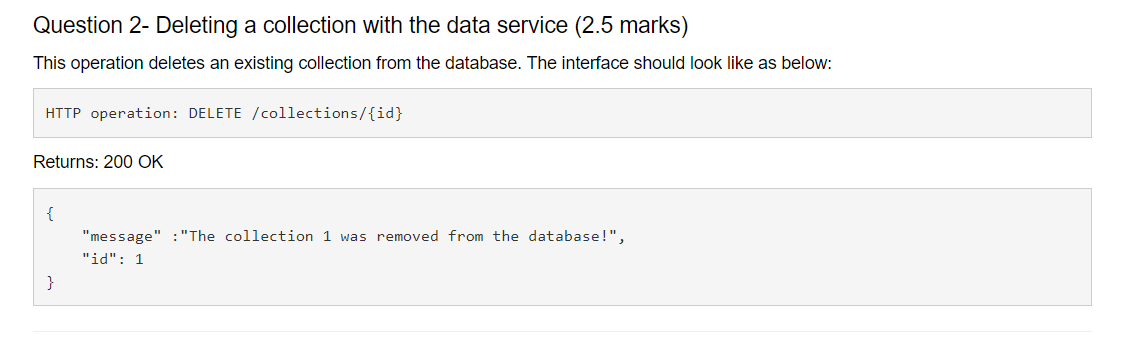 Question 2- Deleting a collection with the data service (2.5 marks)
This operation deletes an existing collection from the database. The interface should look like as below:
HTTP operation: DELETE /collections/{id}
Returns: 200 OK
{
    "message" :"The collection 1 was removed from the database!",
    "id": 1
}